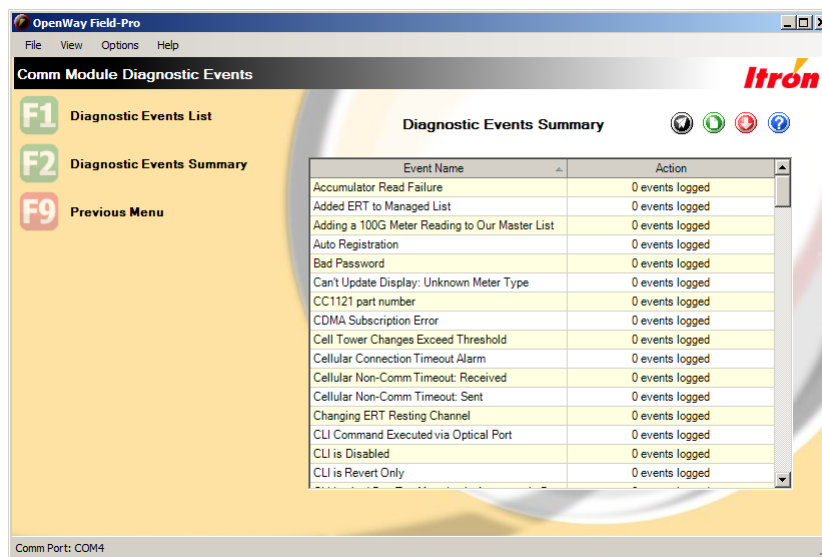 OpenWay Field-Pro
File View Options Help
Comm Module Diagnostic Events
Itrón
F1 Diagnostic Events List
F2 Diagnostic Events Summary
F9 Previous Menu
Diagnostic Events Summary
Event Name Action
Accumulator Read Failure 0 events logged
Added ERT to Managed List 0 events logged
Adding a 100G Meter Reading to Our Master List 0 events logged
Auto Registration 0 events logged
Bad Password 0 events logged
Can't Update Display: Unknown Meter Type 0 events logged
CC1121 part number 0 events logged
CDMA Subscription Error 0 events logged
Cell Tower Changes Exceed Threshold 0 events logged
Cellular Connection Timeout Alarm 0 events logged
Cellular Non-Comm Timeout: Received 0 events logged
Cellular Non-Comm Timeout: Sent 0 events logged
Changing ERT Resting Channel 0 events logged
CLI Command Executed via Optical Port 0 events logged
CLI is Disabled 0 events logged
CLI is Revert Only 0 events logged
Comm Port: COM4